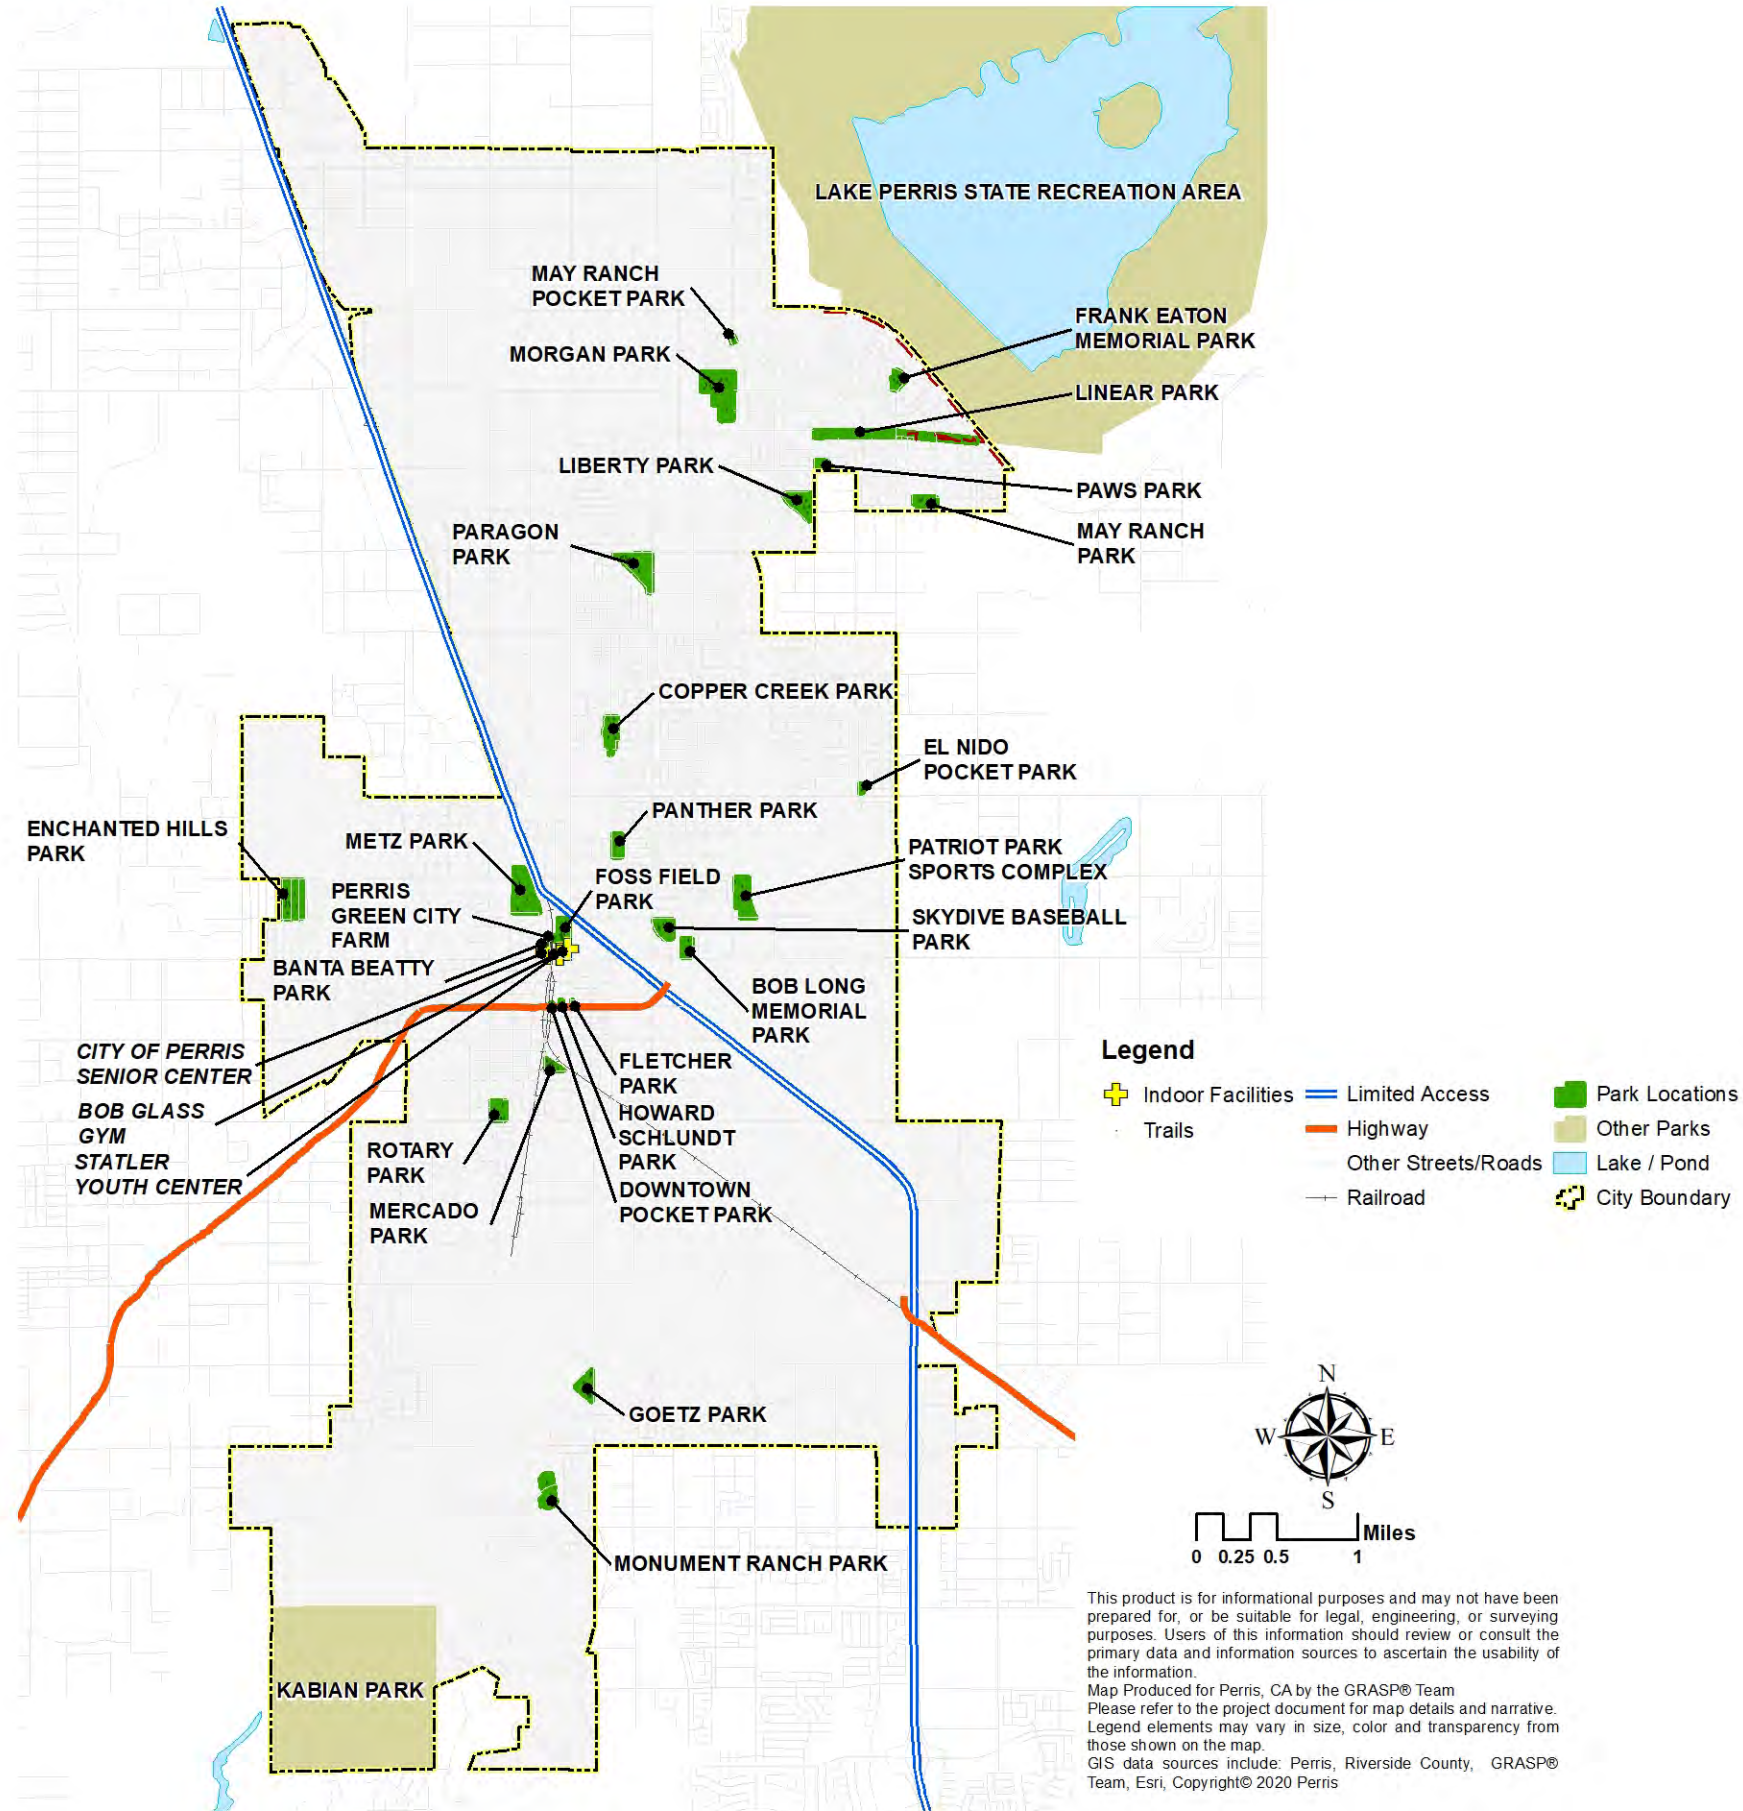 LAKE PERRIS STATE RECREATION AREA
MAY RANCH
POCKET PARK
FRANK EATON
MEMORIAL PARK
MORGAN PARK
LINEAR PARK
LIBERTY PARK
PAWS PARK
MAY RANCH
PARK
PARAGON
PARK
COPPER CREEK PARK
EL NIDO
POCKET PARK
PANTHER PARK
ENCHANTED HILLS
PARK
METZ PARK
PATRIOT PARK
SPORTS COMPLEX
FOSS FIELD
PARK
PERRIS
GREEN CITY
FARM
SKYDIVE BASEBALL
PARK
BANTA BEATTY
PARK
BOB LONG
MEMORIAL
PARK
CITY OF PERRIS
SENIOR CENTER
FLETCHER
PARK
BOB GLASS
GYM
HOWARD
SCHLUNDT
PARK
STATLER
YOUTH CENTER
ROTARY
PARK
DOWNTOWN
POCKET PARK
MERCADO
PARK
GOETZ PARK
MONUMENT RANCH PARK
KABIAN PARK
Legend
Indoor Facilities
Trails
Limited Access
Highway
Other Streets/Roads
Railroad
Park Locations
Other Parks
Lake / Pond
City Boundary
N
W E
S
Miles
0 0.25 0.5 1
This product is for informational purposes and may not have been
prepared for, or be suitable for legal, engineering, or surveying
purposes. Users of this information should review or consult the
primary data and information sources to ascertain the usability of
the information.
Map Produced for Perris, CA by the GRASP® Team
Please refer to the project document for map details and narrative.
Legend elements may vary in size, color and transparency from
those shown on the map.
GIS data sources include: Perris, Riverside County, GRASP®
Team, Esri, Copyright© 2020 Perris